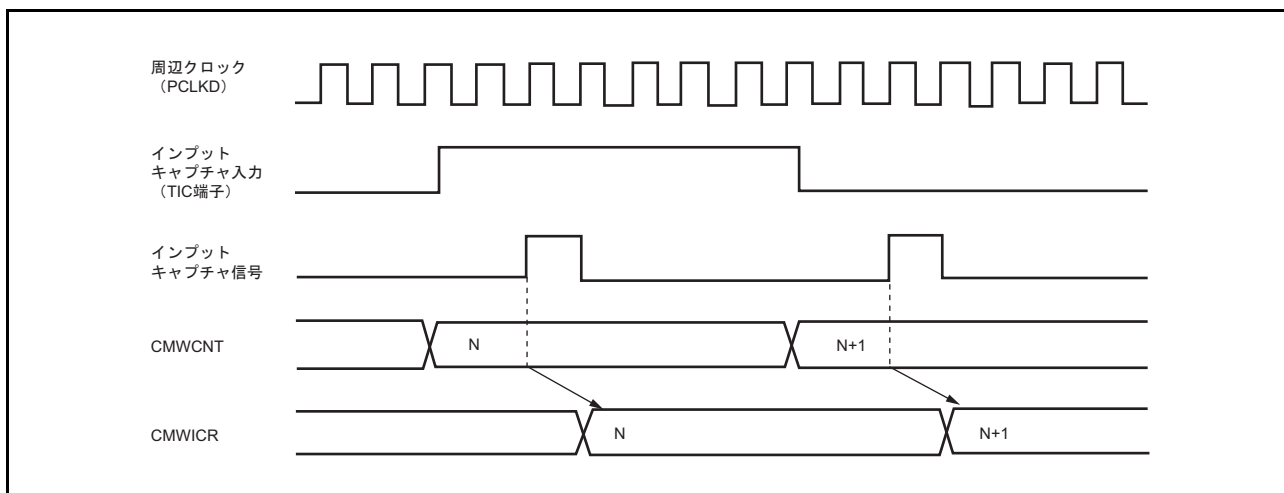 周辺クロック
（PCLKD）
インプット
キャプチャ入力
（TIC端子）
インプット
キャプチャ信号
CMWCNT
N
N+1
CMWICR
N
N+1